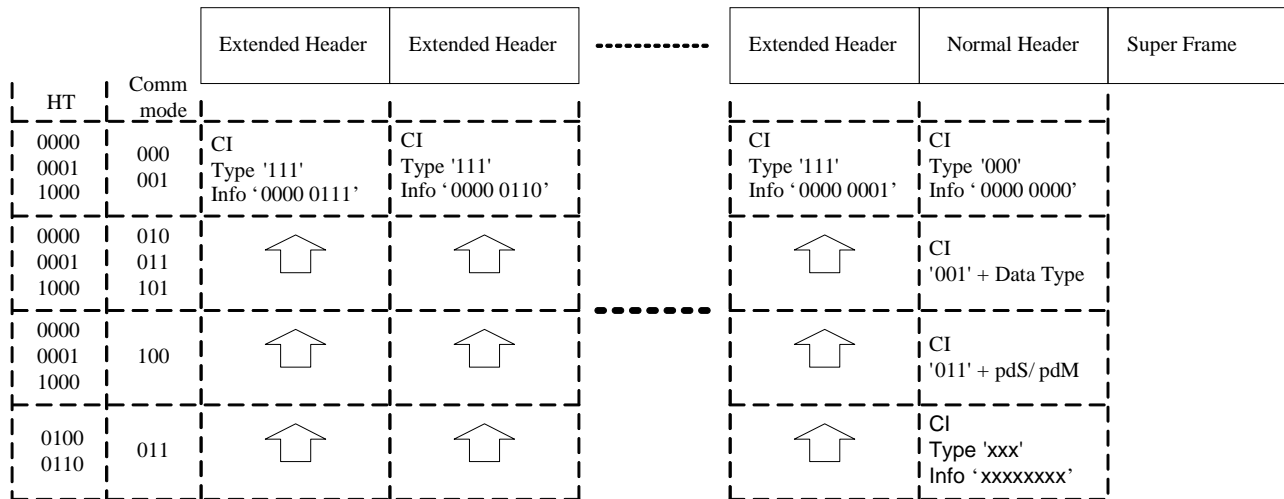 Extended Header
Extended Header
Extended Header
Normal Header
Super Frame
HT
Comm
mode
0000
0001
1000
000
001
CI
Type '111'
Info ‘0000 0111’
CI
Type '111'
Info ‘0000 0110’
CI
Type '111'
Info ‘0000 0001’
CI
Type '000'
Info ‘0000 0000’
0000
0001
1000
010
011
101
CI
'001' + Data Type
0000
0001
1000
100
CI
'011' + pdS/ pdM
0100
0110
011
CI
Type 'xxx'
Info ‘xxxxxxxx’